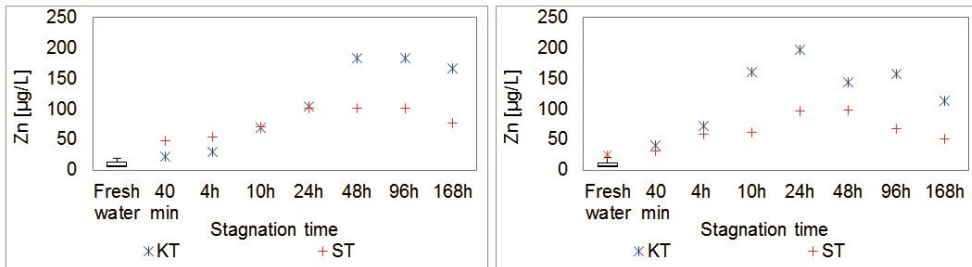 250
200
150
100
50
0
Zn [µg/L]
Fresh water
40 min
4h
10h
24h
48h
96h
168h
Stagnation time
KT
ST
250
200
150
100
50
0
Zn [µg/L]
Fresh water
40 min
4h
10h
24h
48h
96h
168h
Stagnation time
KT
ST